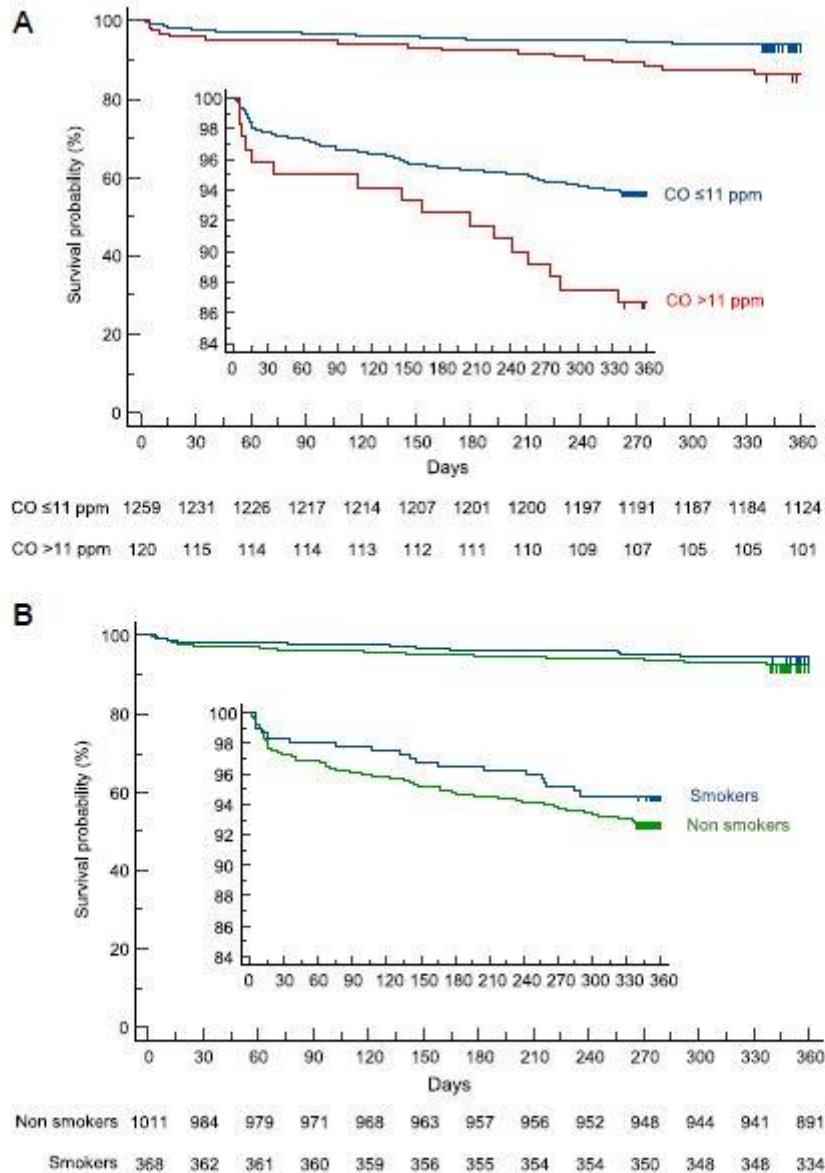 A
Survival probability (%)
100
80
60
40
20
0
100
98
96
94
92
90
88
86
84
CO ≤11 ppm
CO >11 ppm
0 30 60 90 120 150 180 210 240 270 300 330 360
0 30 60 90 120 150 180 210 240 270 300 330 360
Days
CO ≤11 ppm 1259 1231 1226 1217 1214 1207 1201 1200 1197 1191 1187 1184 1124
CO >11 ppm 120 115 114 114 113 112 111 110 109 107 105 105 101
B
Survival probability (%)
100
80
60
40
20
0
100
98
96
94
92
90
88
86
84
Smokers
Non smokers
0 30 60 90 120 150 180 210 240 270 300 330 360
0 30 60 90 120 150 180 210 240 270 300 330 360
Days
Non smokers 1011 984 979 971 968 963 957 956 952 948 944 941 891
Smokers 368 362 361 360 359 356 355 354 354 350 348 348 334